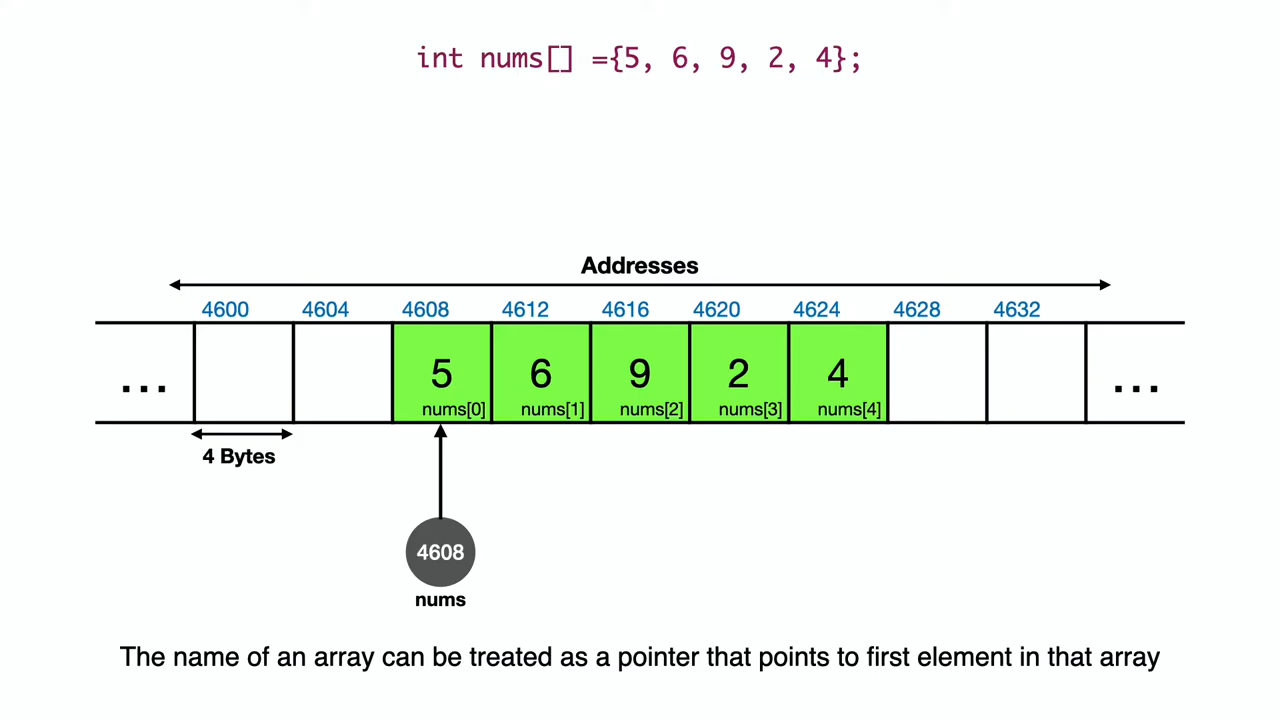 int nums[] ={5, 6, 9, 2, 4};
Addresses
4600 4604 4608 4612 4616 4620 4624 4628 4632
... 5 6 9 2 4 ...
nums[0] nums[1] nums[2] nums[3] nums[4]
4 Bytes
4608
nums
The name of an array can be treated as a pointer that points to first element in that array